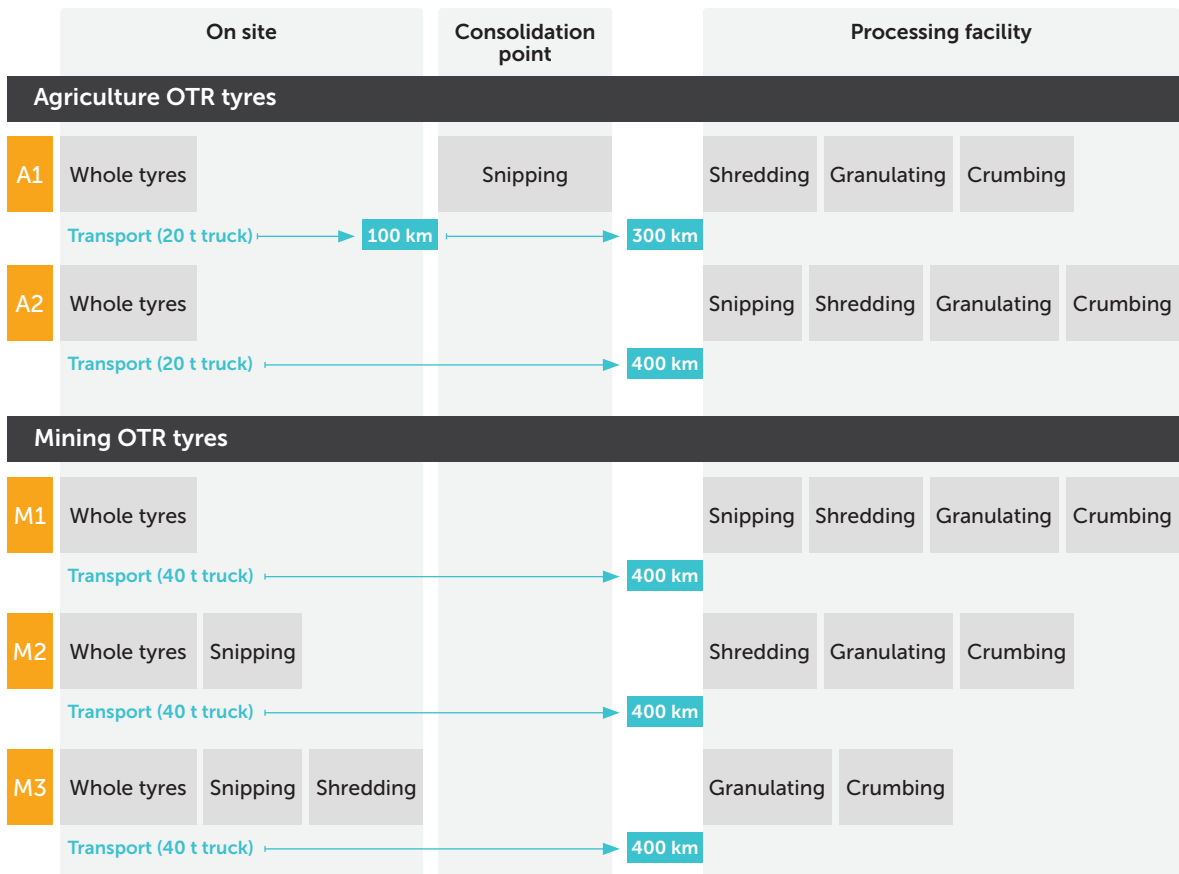 On site
Consolidation
point
Processing facility
Agriculture OTR tyres
A1 Whole tyres Snipping Shredding Granulating Crumbing
Transport (20 t truck) 100 km 300 km
A2 Whole tyres Snipping Shredding Granulating Crumbing
Transport (20 t truck) 400 km
Mining OTR tyres
M1 Whole tyres Snipping Shredding Granulating Crumbing
Transport (40 t truck) 400 km
M2 Whole tyres Snipping Shredding Granulating Crumbing
Transport (40 t truck) 400 km
M3 Whole tyres Snipping Shredding Granulating Crumbing
Transport (40 t truck) 400 km